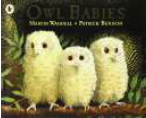 OWL BABIES
MARTIN WADDELL • PATRICK BENSON